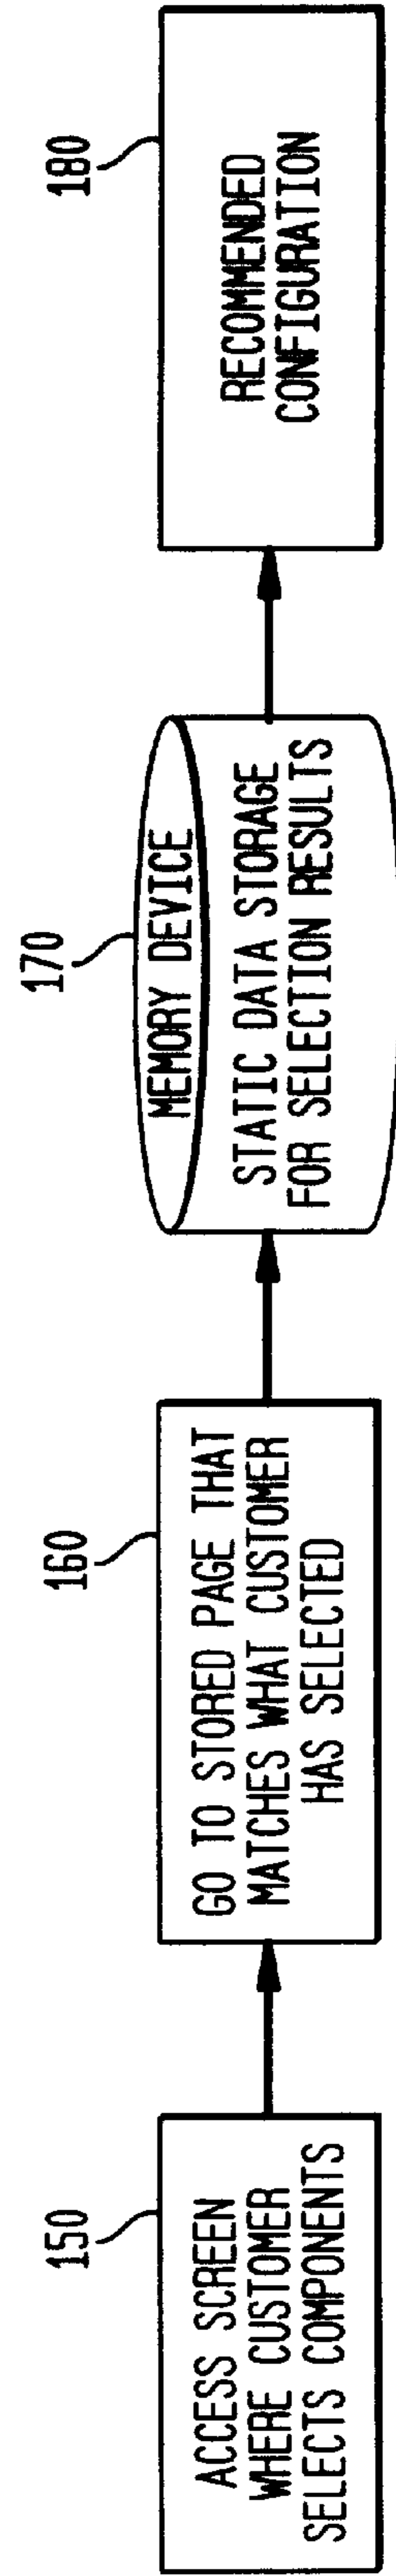 150
ACCESS SCREEN
WHERE CUSTOMER
SELECTS COMPONENTS
160
GO TO STORED PAGE THAT
MATCHES WHAT CUSTOMER
HAS SELECTED
170
MEMORY DEVICE
STATIC DATA STORAGE
FOR SELECTION RESULTS
180
RECOMMENDED
CONFIGURATION